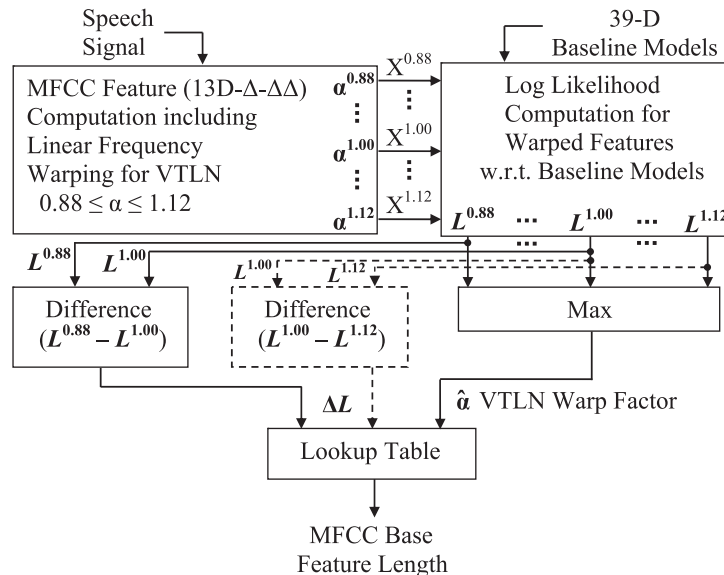 Speech
Signal
39-D
Baseline Models
MFCC Feature (13D-Δ-ΔΔ)
Computation including
Linear Frequency
Warping for VTLN
0.88 ≤ α ≤ 1.12
α^0.88
⋮
α^1.00
⋮
α^1.12
X^0.88
⋮
X^1.00
⋮
X^1.12
Log Likelihood
Computation for
Warped Features
w.r.t. Baseline Models
L^0.88 ... L^1.00 ... L^1.12
... ...
L^0.88 L^1.00
L^1.00 L^1.12
Difference
(L^0.88 – L^1.00)
Difference
(L^1.00 – L^1.12)
Max
ΔL
α̂ VTLN Warp Factor
Lookup Table
MFCC Base
Feature Length